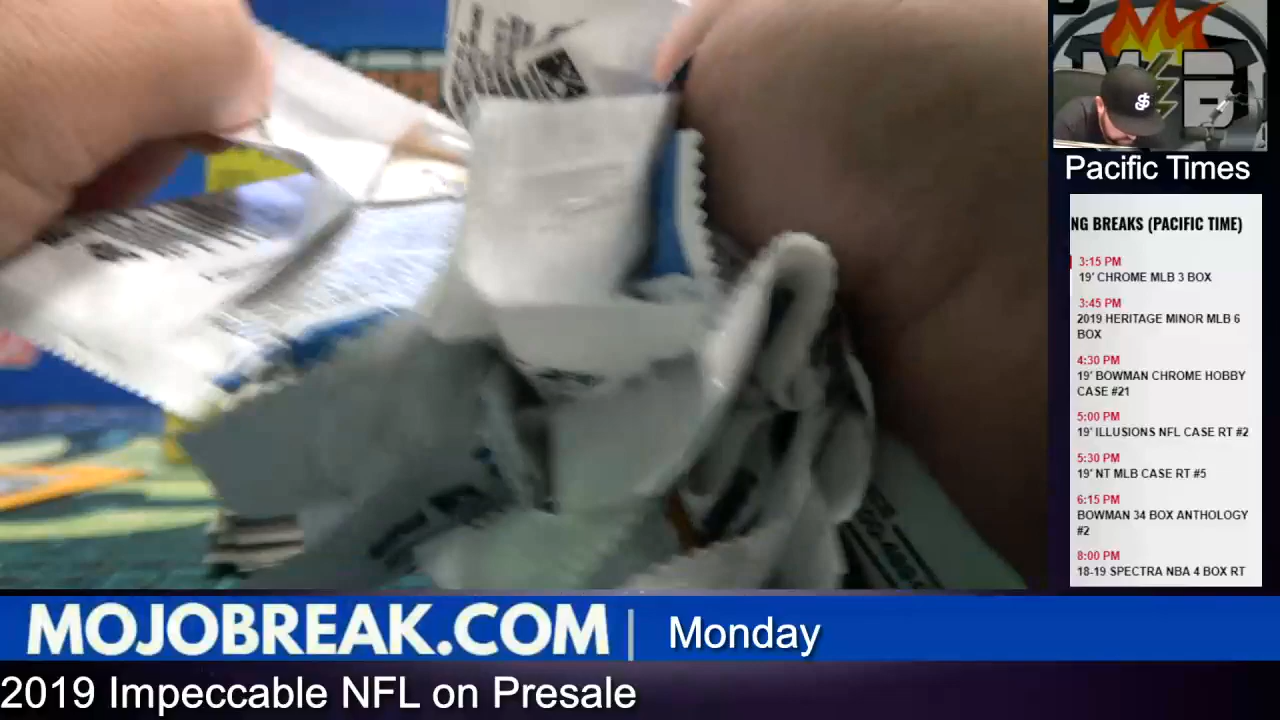 Pacific Times
NG BREAKS (PACIFIC TIME)
3:15 PM
19' CHROME MLB 3 BOX
3:45 PM
2019 HERITAGE MINOR MLB 6
BOX
4:30 PM
19' BOWMAN CHROME HOBBY
CASE #21
5:00 PM
19' ILLUSIONS NFL CASE RT #2
5:30 PM
19' NT MLB CASE RT #5
6:15 PM
BOWMAN 34 BOX ANTHOLOGY
#2
8:00 PM
18-19 SPECTRA NBA 4 BOX RT
MOJOBREAK.COM | Monday
2019 Impeccable NFL on Presale